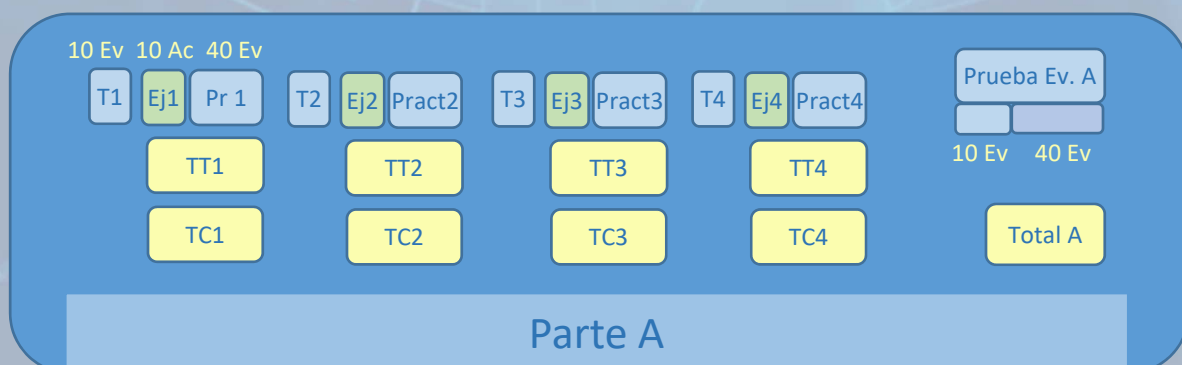 10 Ev 10 Ac 40 Ev
T1 Ej1 Pr 1 T2 Ej2 Pract2 T3 Ej3 Pract3 T4 Ej4 Pract4 Prueba Ev. A
10 Ev 40 Ev
TT1 TT2 TT3 TT4
TC1 TC2 TC3 TC4 Total A
Parte A